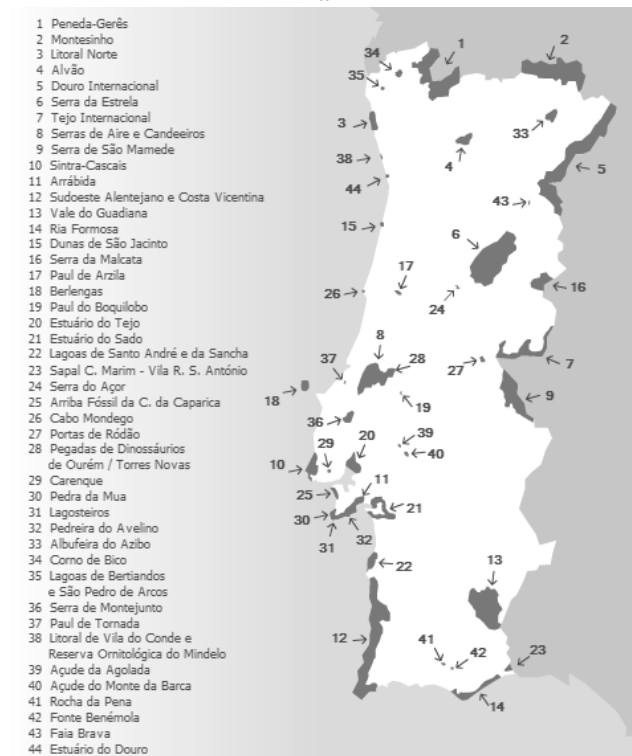 1 Peneda-Gerês
2 Montesinho
3 Litoral Norte
4 Alvão
5 Douro Internacional
6 Serra da Estrela
7 Tejo Internacional
8 Serras de Aire e Candeeiros
9 Serra de São Mamede
10 Sintra-Cascais
11 Arrábida
12 Sudoeste Alentejano e Costa Vicentina
13 Vale do Guadiana
14 Ria Formosa
15 Dunas de São Jacinto
16 Serra da Malcata
17 Paul de Arzila
18 Berlengas
19 Paul do Boquilobo
20 Estuário do Tejo
21 Estuário do Sado
22 Lagoas de Santo André e da Sancha
23 Sapal C. Marim - Vila R. S. António
24 Serra do Açor
25 Arriba Fóssil da C. da Caparica
26 Cabo Mondego
27 Portas de Ródão
28 Pegadas de Dinossáurios
de Ourém / Torres Novas
29 Carenque
30 Pedra da Mua
31 Lagosteiros
32 Pedreira do Avelino
33 Albufeira do Azibo
34 Corno de Bico
35 Lagoas de Bertiandos
e São Pedro de Arcos
36 Serra de Montejunto
37 Paul de Tornada
38 Litoral de Vila do Conde e
Reserva Ornitológica do Mindelo
39 Açude da Agolada
40 Açude do Monte da Barca
41 Rocha da Pena
42 Fonte Benémola
43 Faia Brava
44 Estuário do Douro
34
1
2
35
3
33
38
4
5
44
43
15
6
17
16
26
24
8
37
28
27
7
18
19
9
36
39
29
20
40
10
11
25
21
30
31
32
22
13
12
41
42
23
14